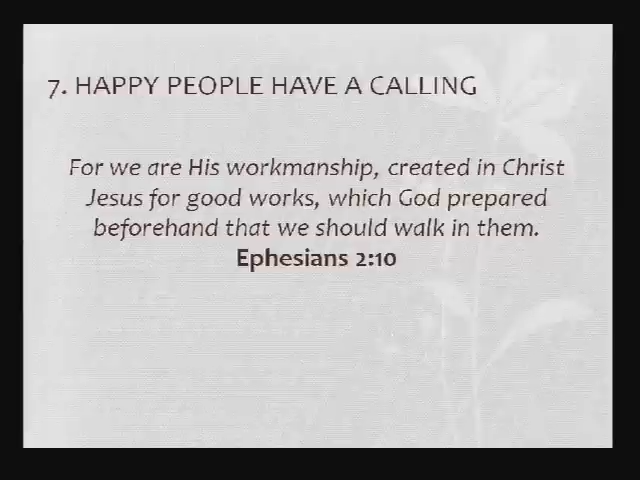 7. HAPPY PEOPLE HAVE A CALLING
For we are His workmanship, created in Christ
Jesus for good works, which God prepared
beforehand that we should walk in them.
Ephesians 2:10